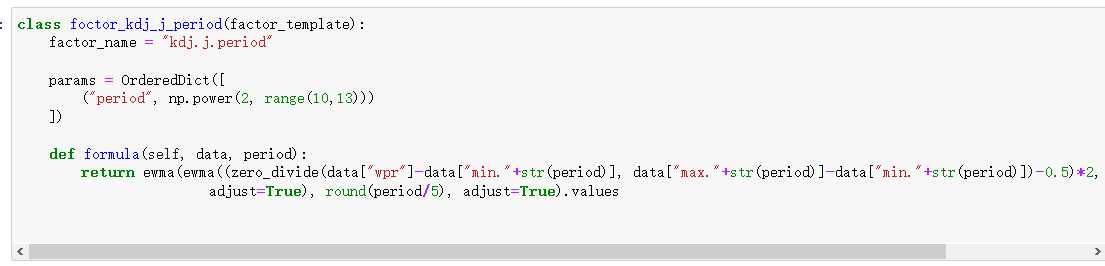 :
class foctor_kdj_j_period(factor_template):
    factor_name = "kdj.j.period"
    params = OrderedDict([
        ("period", np.power(2, range(10,13)))
    ])
    def formula(self, data, period):
        return ewma(ewma((zero_divide(data["wpr"]-data["min."+str(period)], data["max."+str(period)]-data["min."+str(period)])-0.5)*2,
                    adjust=True), round(period/5), adjust=True).values